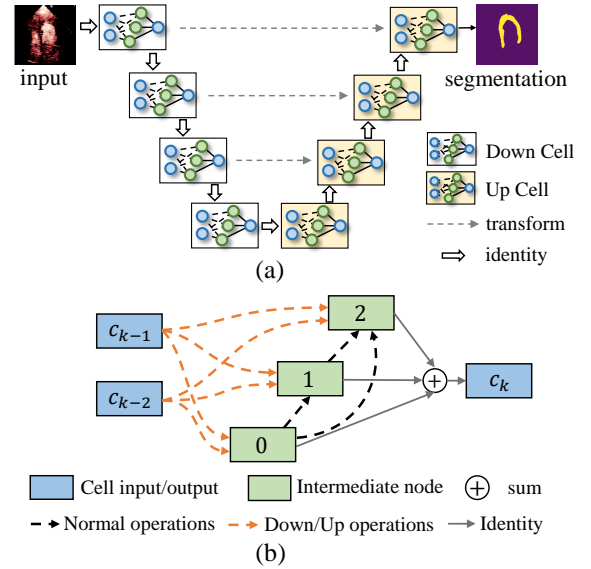 input
segmentation
Down Cell
Up Cell
transform
identity
(a)
2
c_{k-1}
1
c_k
c_{k-2}
0
Cell input/output
Intermediate node
sum
Normal operations
Down/Up operations
Identity
(b)